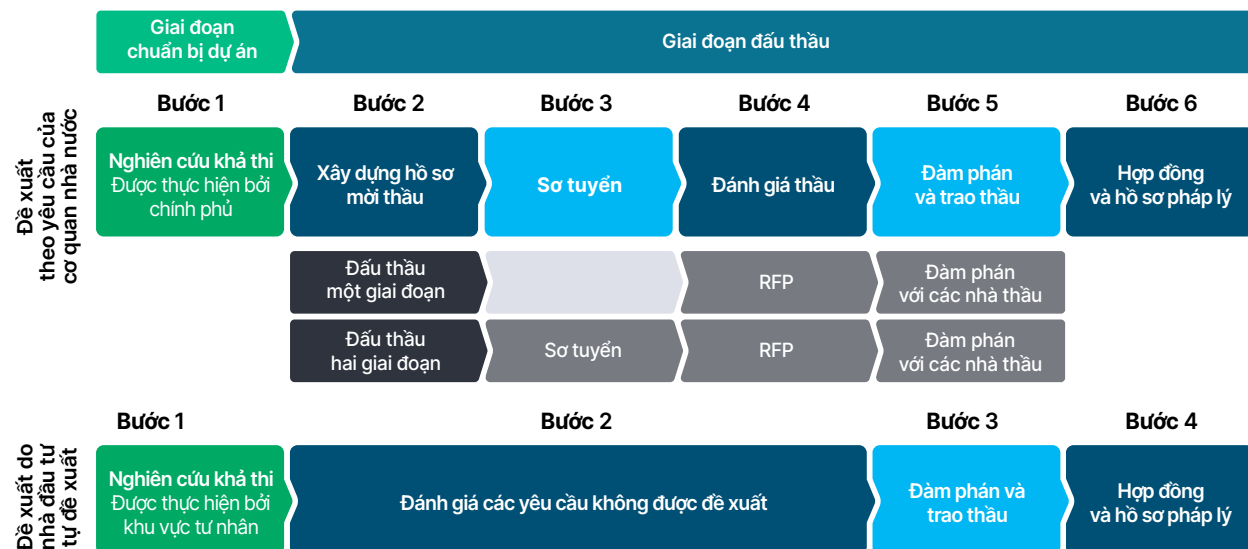 Giai đoạn
chuẩn bị dự án
Giai đoạn đấu thầu
Bước 1
Bước 2
Bước 3
Bước 4
Bước 5
Bước 6
Đề xuất
theo yêu cầu của
cơ quan nhà nước
Nghiên cứu khả thi
Được thực hiện bởi
chính phủ
Xây dựng hồ sơ
mời thầu
Sơ tuyển
Đánh giá thầu
Đàm phán
và trao thầu
Hợp đồng
và hồ sơ pháp lý
Đấu thầu
một giai đoạn
RFP
Đàm phán
với các nhà thầu
Đấu thầu
hai giai đoạn
Sơ tuyển
RFP
Đàm phán
với các nhà thầu
Bước 1
Bước 2
Bước 3
Bước 4
Đề xuất do
nhà đầu tư
tự đề xuất
Nghiên cứu khả thi
Được thực hiện bởi
khu vực tư nhân
Đánh giá các yêu cầu không được đề xuất
Đàm phán và
trao thầu
Hợp đồng
và hồ sơ pháp lý